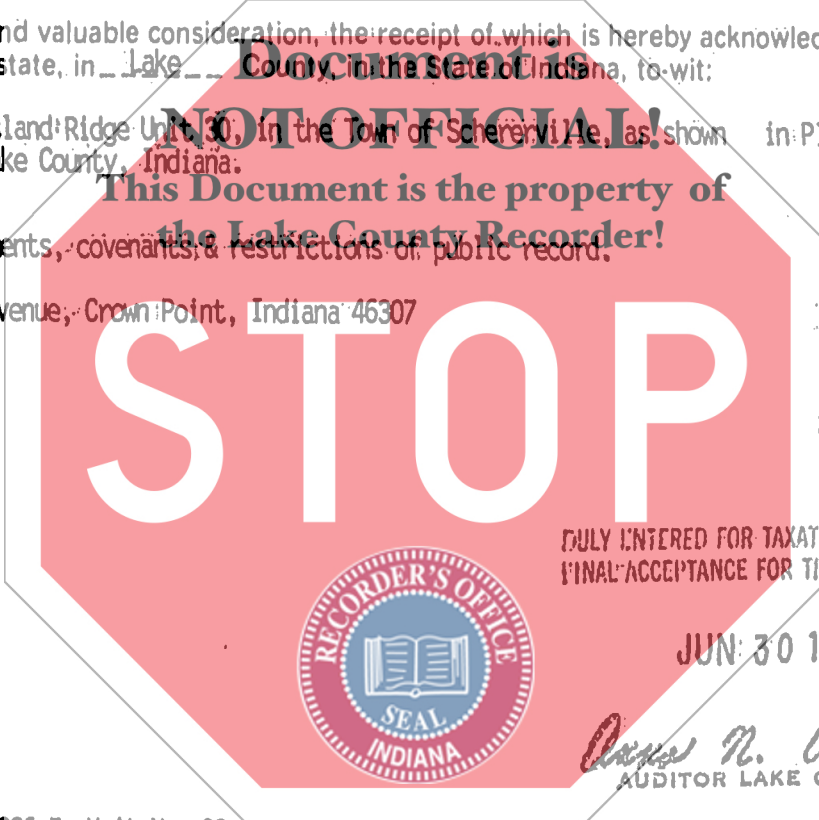 nd valuable consideration, the receipt of which is hereby acknowled
state, in Lake County, in the State of Indiana, to-wit:
Document is
land Ridge Unit 30, in the Town of Schererville, as shown in P
NOT OFFICIAL!
ke County, Indiana.
This Document is the property of
the Lake County Recorder!
ents, covenants & restrictions of public record.
venue, Crown Point, Indiana 46307
STOP
DULY ENTERED FOR TAXAT
FINAL ACCEPTANCE FOR T
RECORDER'S OFFICE
SEAL
INDIANA
JUN 30 1
N.
AUDITOR LAKE